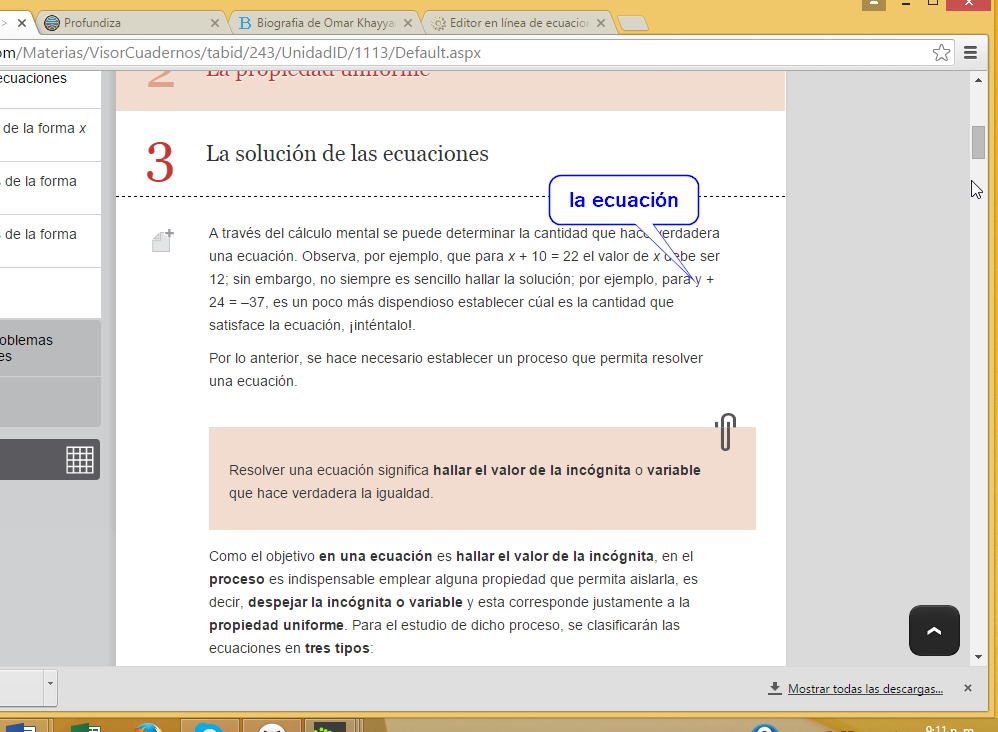 Profundiza
Biografia de Omar Khayya
Editor en línea de ecuacion
om/Materias/VisorCuadernos/tabid/243/UnidadID/1113/Default.aspx
ecuaciones
de la forma x
de la forma
de la forma
oblemas
es
2 La propiedad uniforme
3 La solución de las ecuaciones
la ecuación
A través del cálculo mental se puede determinar la cantidad que hace verdadera
una ecuación. Observa, por ejemplo, que para x + 10 = 22 el valor de x debe ser
12; sin embargo, no siempre es sencillo hallar la solución; por ejemplo, para y +
24 = –37, es un poco más dispendioso establecer cúal es la cantidad que
satisface la ecuación, ¡inténtalo!.
Por lo anterior, se hace necesario establecer un proceso que permita resolver
una ecuación.
Resolver una ecuación significa hallar el valor de la incógnita o variable
que hace verdadera la igualdad.
Como el objetivo en una ecuación es hallar el valor de la incógnita, en el
proceso es indispensable emplear alguna propiedad que permita aislarla, es
decir, despejar la incógnita o variable y esta corresponde justamente a la
propiedad uniforme. Para el estudio de dicho proceso, se clasificarán las
ecuaciones en tres tipos:
Mostrar todas las descargas...
9:11 p. m.